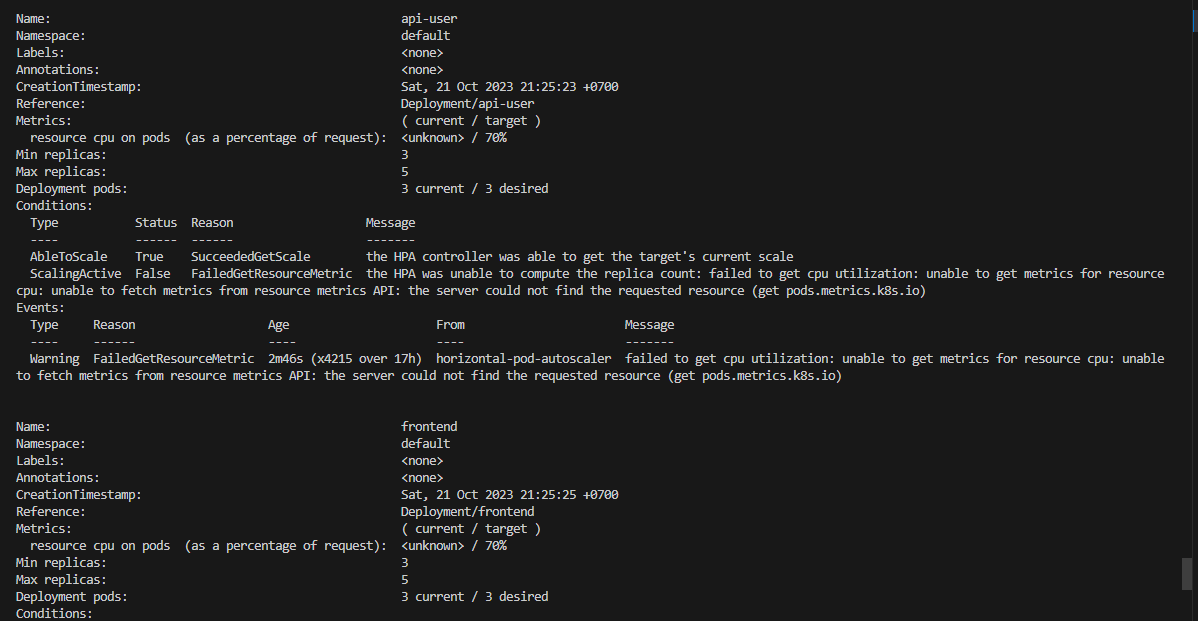 Name: api-user
Namespace: default
Labels: <none>
Annotations: <none>
CreationTimestamp: Sat, 21 Oct 2023 21:25:23 +0700
Reference: Deployment/api-user
Metrics: ( current / target )
resource cpu on pods (as a percentage of request): <unknown> / 70%
Min replicas: 3
Max replicas: 5
Deployment pods: 3 current / 3 desired
Conditions:
Type Status Reason Message
---- ------ ------ -------
AbleToScale True SucceededGetScale the HPA controller was able to get the target's current scale
ScalingActive False FailedGetResourceMetric the HPA was unable to compute the replica count: failed to get cpu utilization: unable to get metrics for resource
cpu: unable to fetch metrics from resource metrics API: the server could not find the requested resource (get pods.metrics.k8s.io)
Events:
Type Reason Age From Message
---- ------ ---- ---- -------
Warning FailedGetResourceMetric 2m46s (x4215 over 17h) horizontal-pod-autoscaler failed to get cpu utilization: unable to get metrics for resource cpu: unable
to fetch metrics from resource metrics API: the server could not find the requested resource (get pods.metrics.k8s.io)
Name: frontend
Namespace: default
Labels: <none>
Annotations: <none>
CreationTimestamp: Sat, 21 Oct 2023 21:25:25 +0700
Reference: Deployment/frontend
Metrics: ( current / target )
resource cpu on pods (as a percentage of request): <unknown> / 70%
Min replicas: 3
Max replicas: 5
Deployment pods: 3 current / 3 desired
Conditions: